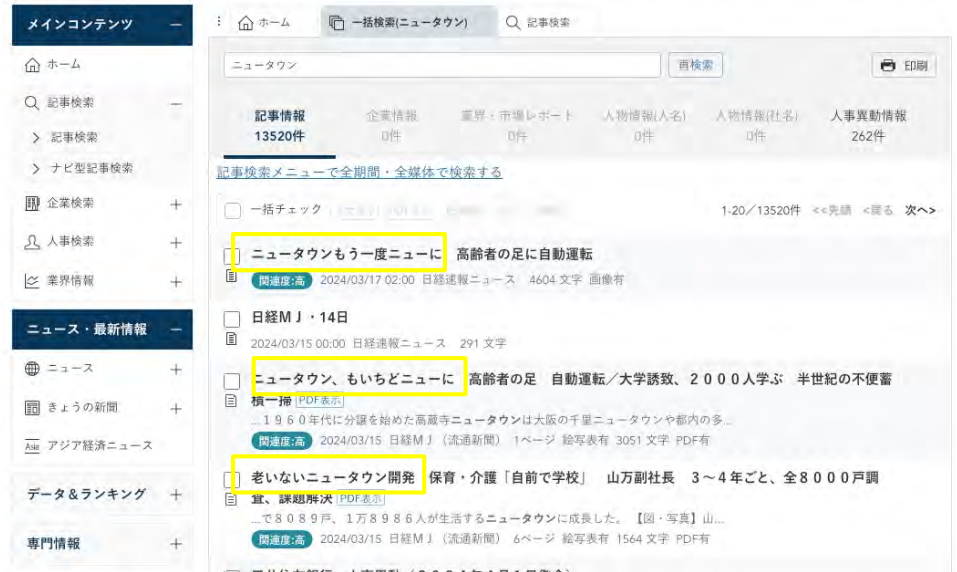 メインコンテンツ
ホーム
記事検索
記事検索
ナビ型記事検索
企業検索
人事検索
業界情報
ニュース・最新情報
ニュース
きょうの新聞
Asia アジア経済ニュース
データ&ランキング
専門情報
ホーム 一括検索(ニュータウン) 記事検索
ニュータウン 再検索 印刷
記事情報 企業情報 業界・市場レポート 人物情報(人名) 人物情報(社名) 人事異動情報
13520件 0件 0件 0件 0件 262件
記事検索メニューで全期間・全媒体で検索する
一括チェック 1-20/13520件 <<先頭 <戻る 次へ>
ニュータウンもう一度ニューに 高齢者の足に自動運転
関連度:高 2024/03/17 02:00 日経速報ニュース 4604 文字 画像有
日経MJ・14日
2024/03/15 00:00 日経速報ニュース 291 文字
ニュータウン、もいちどニューに 高齢者の足 自動運転/大学誘致、2000人学ぶ 半世紀の不便蓄
積一掃 PDF表示
...1960年代に分譲を始めた高蔵寺ニュータウンは大阪の千里ニュータウンや都内の多...
関連度:高 2024/03/15 日経MJ(流通新聞) 1ページ 絵写表有 3051 文字 PDF有
老いないニュータウン開発 保育・介護「自前で学校」 山万副社長 3~4年ごと、全8000戸調
査、課題解決 PDF表示
...で8089戸、1万8986人が生活するニュータウンに成長した。【図・写真】山...
関連度:高 2024/03/15 日経MJ(流通新聞) 6ページ 絵写表有 1564 文字 PDF有